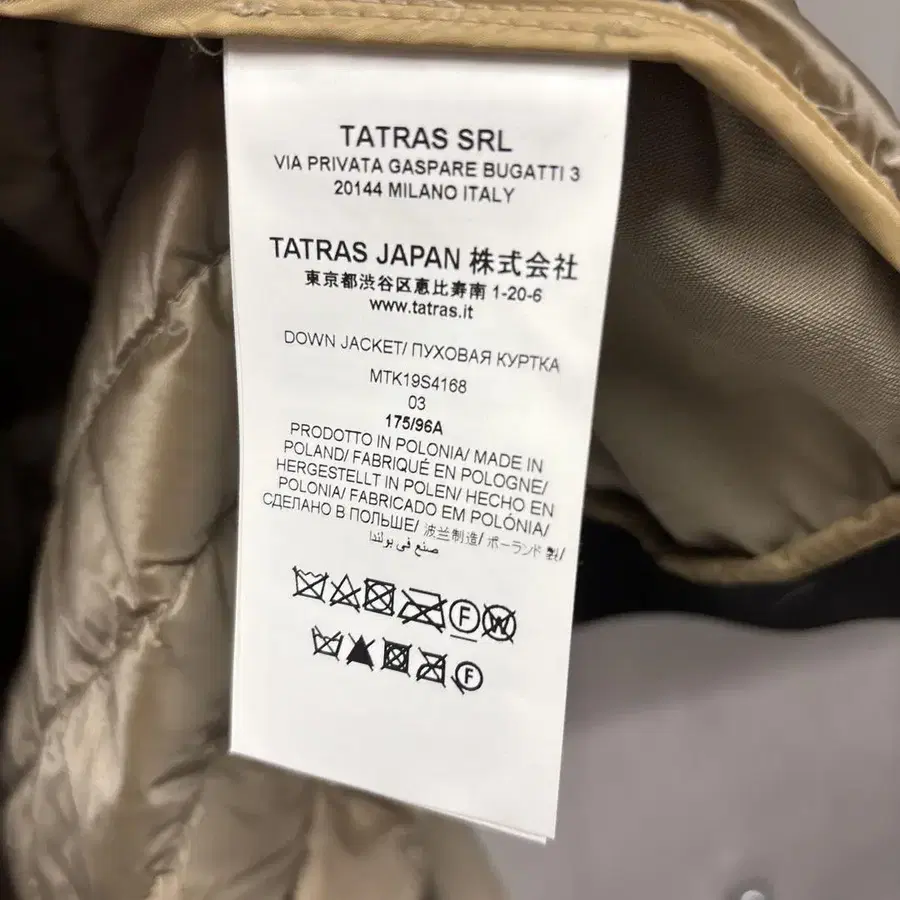 TATRAS SRL
VIA PRIVATA GASPARE BUGATTI 3
20144 MILANO ITALY
TATRAS JAPAN 株式会社
東京都渋谷区恵比寿南 1-20-6
www.tatras.it
DOWN JACKET/ ПУХОВАЯ КУРТКА
MTK19S4168
03
175/96A
PRODOTTO IN POLONIA/ MADE IN
POLAND/ FABRIQUÉ EN POLOGNE/
HERGESTELLT IN POLEN/ HECHO EN
POLONIA/ FABRICADO EM POLÓNIA/
СДЕЛАНО В ПОЛЬШЕ/ 波兰制造/ ポーランド製/
صنع في بولندا
F W
F